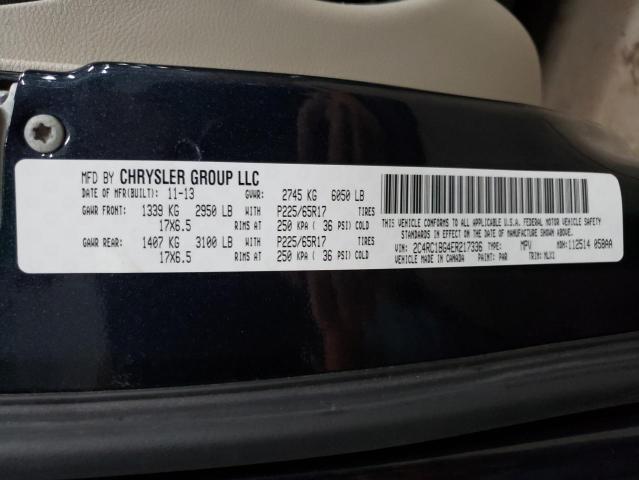 MFD BY CHRYSLER GROUP LLC
DATE OF MFR(BUILT): 11-13 GVWR: 2745 KG 6050 LB
GAWR FRONT: 1339 KG 2950 LB WITH P225/65R17 TIRES
17X6.5 RIMS AT 250 KPA ( 36 PSI) COLD
GAWR REAR: 1407 KG 3100 LB WITH P225/65R17 TIRES
17X6.5 RIMS AT 250 KPA ( 36 PSI) COLD
THIS VEHICLE CONFORMS TO ALL APPLICABLE U.S.A. FEDERAL MOTOR VEHICLE SAFETY
STANDARDS IN EFFECT ON THE DATE OF MANUFACTURE SHOWN ABOVE.
VIN: 2C4RC1BG4ER217336 TYPE: MPV MDH: 112514 05BAA
VEHICLE MADE IN CANADA PAINT: PAR TRIM: MLX1